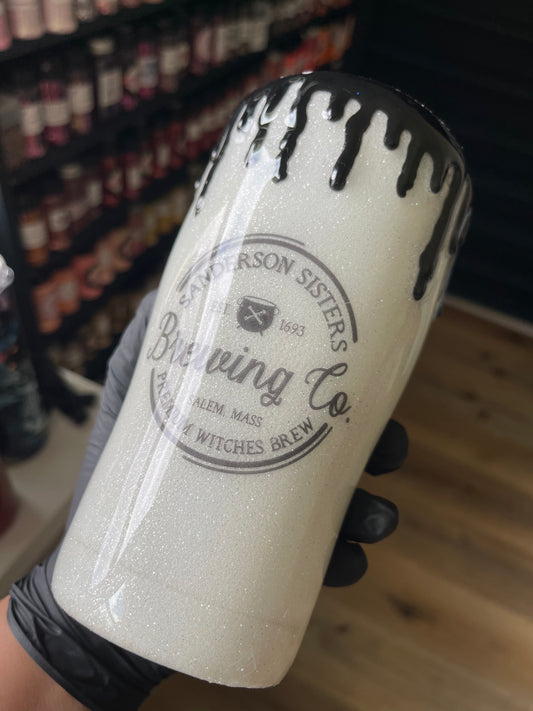 SANDERSON SISTERS
EST. 1693
Brewing Co.
SALEM, MASS
PREMIUM WITCHES BREW